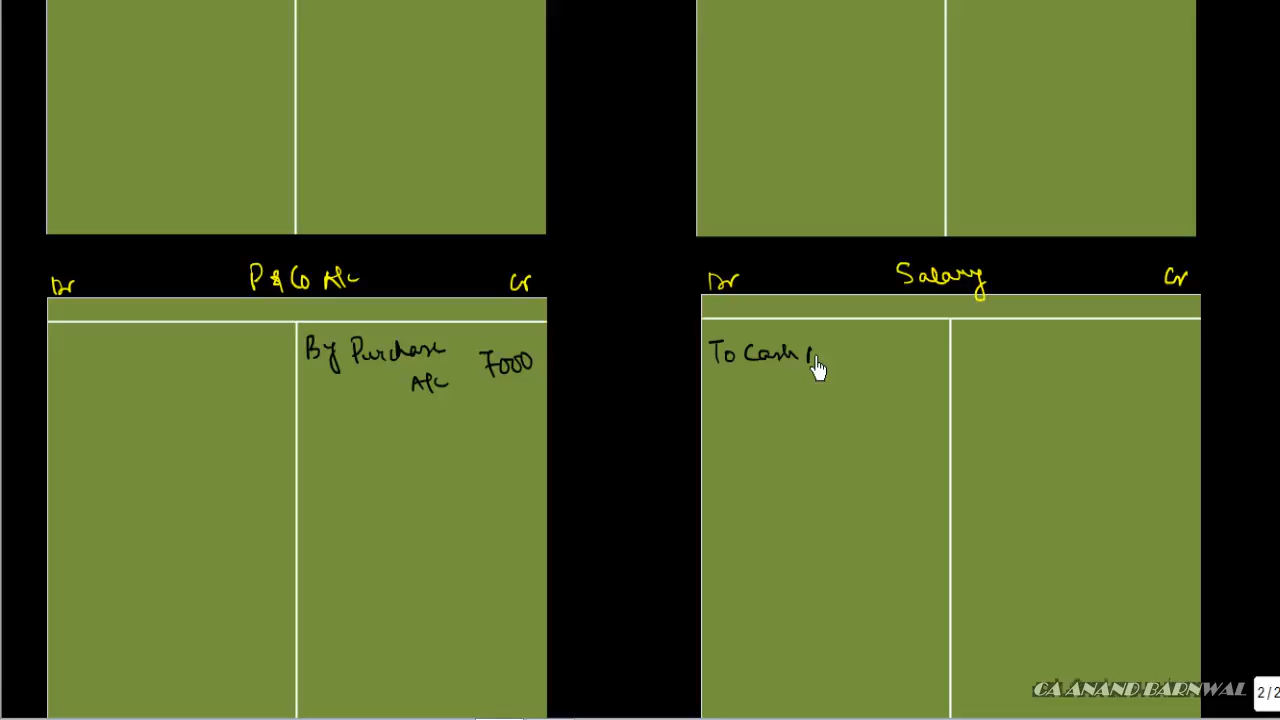 Dr P & Co A/c Cr
By Purchase
A/c 7000
Dr Salary Cr
To Cash
CA ANAND BARNWAL
2/2